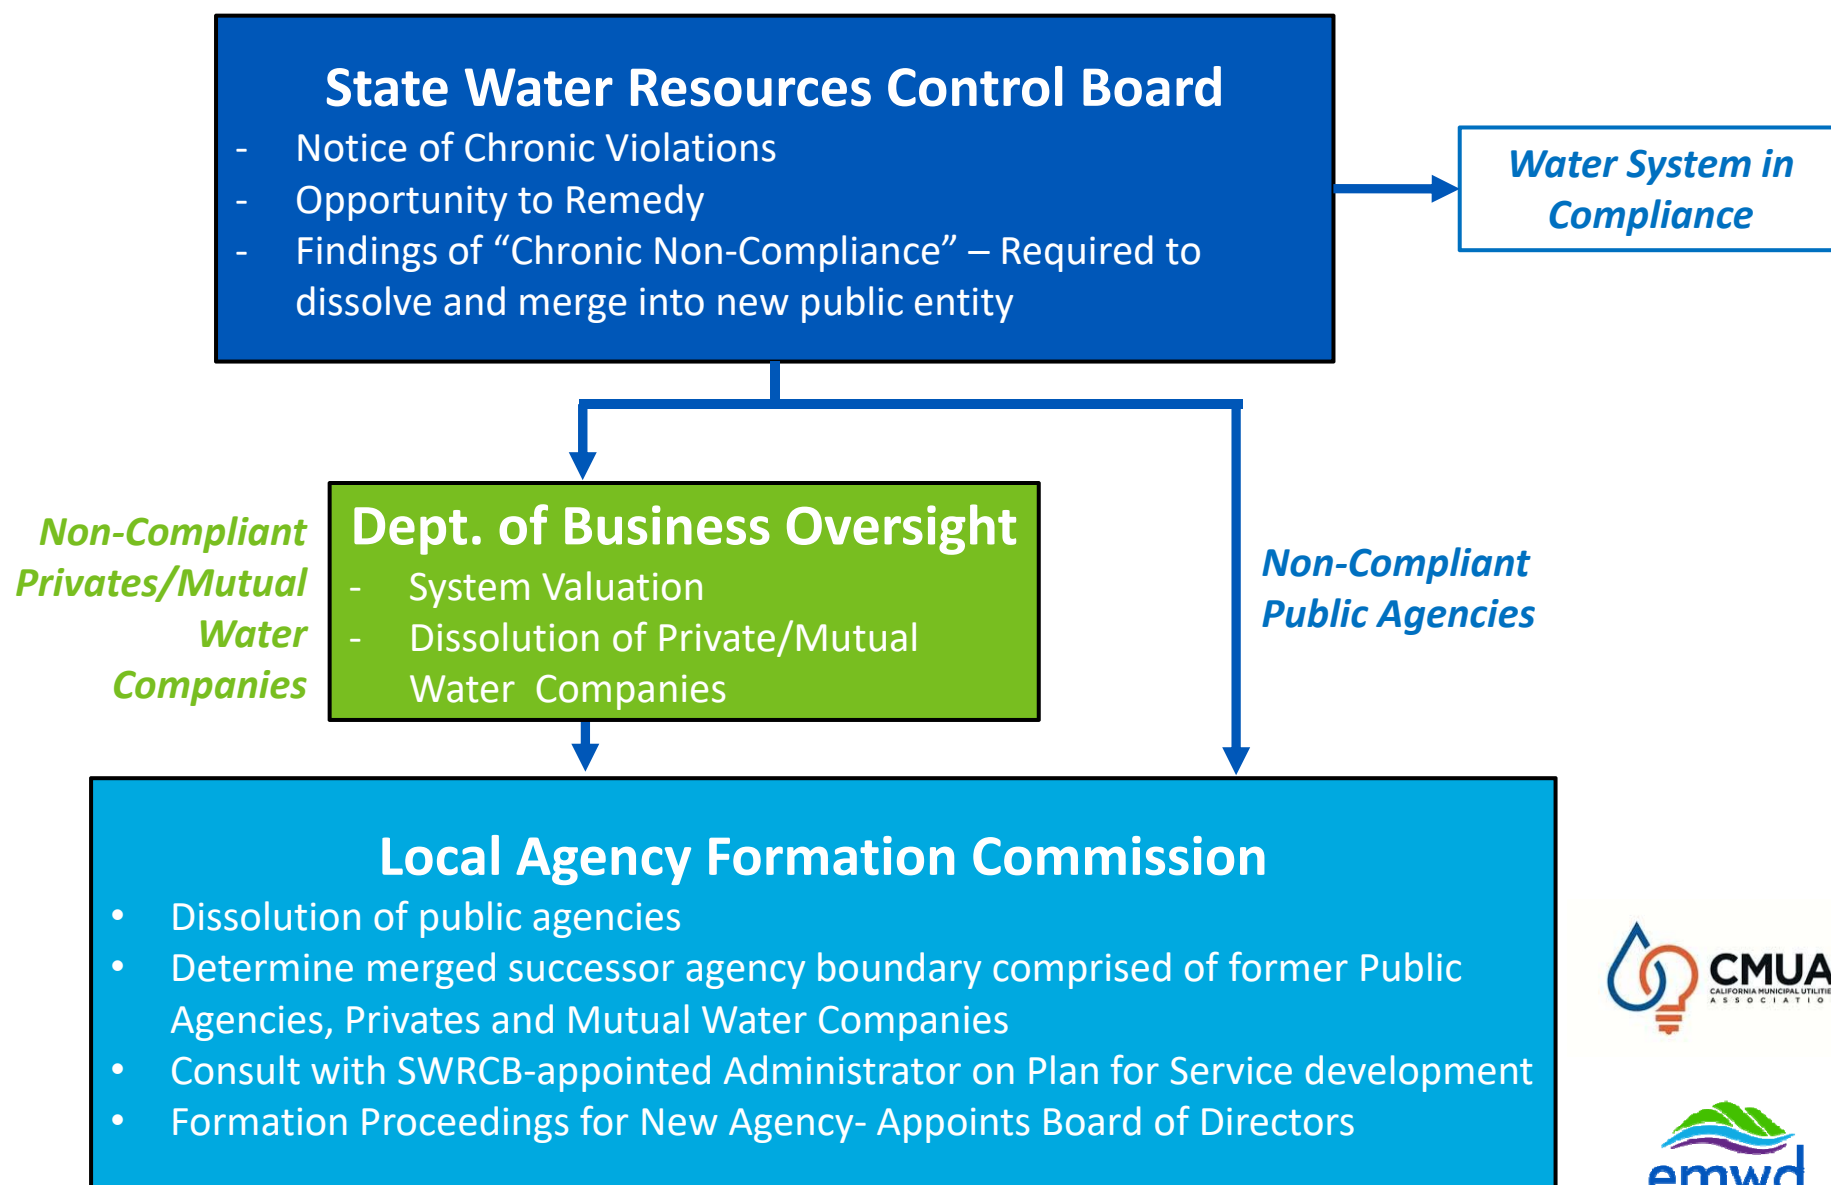 State Water Resources Control Board
- Notice of Chronic Violations
- Opportunity to Remedy
- Findings of “Chronic Non-Compliance” – Required to
dissolve and merge into new public entity
Water System in
Compliance
Non-Compliant
Privates/Mutual
Water
Companies
Dept. of Business Oversight
- System Valuation
- Dissolution of Private/Mutual
Water Companies
Non-Compliant
Public Agencies
Local Agency Formation Commission
• Dissolution of public agencies
• Determine merged successor agency boundary comprised of former Public
Agencies, Privates and Mutual Water Companies
• Consult with SWRCB-appointed Administrator on Plan for Service development
• Formation Proceedings for New Agency- Appoints Board of Directors
CMUA
CALIFORNIA MUNICIPAL UTILITIE
ASSOCIATIO
emwd